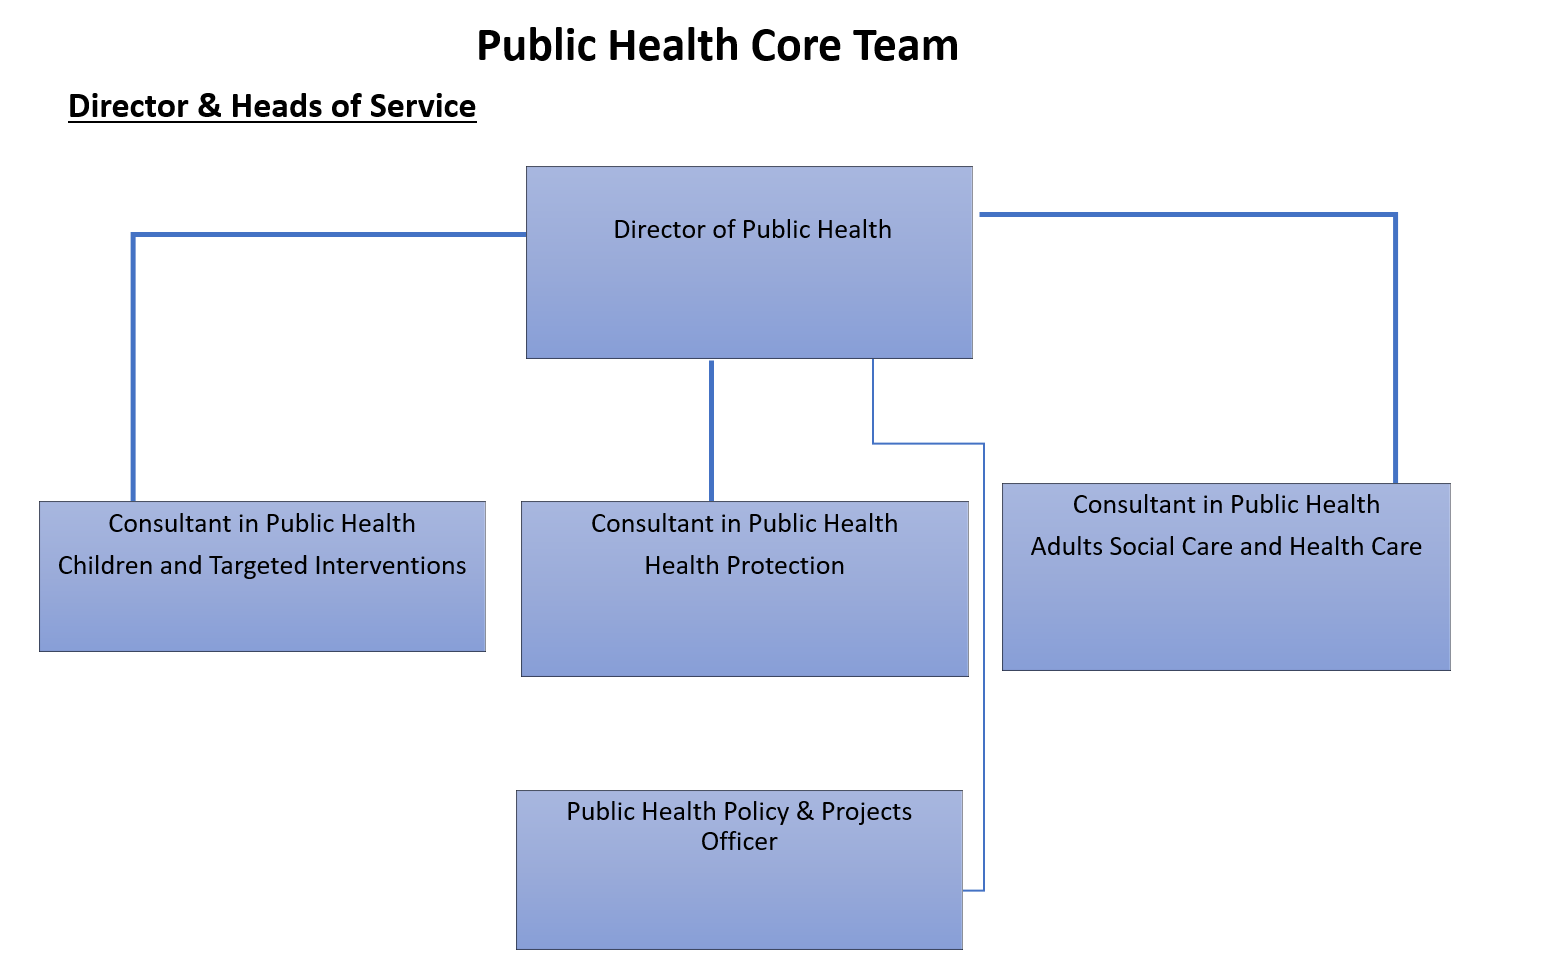 Public Health Core Team
Director & Heads of Service
Director of Public Health
Consultant in Public Health
Children and Targeted Interventions
Consultant in Public Health
Health Protection
Consultant in Public Health
Adults Social Care and Health Care
Public Health Policy & Projects
Officer